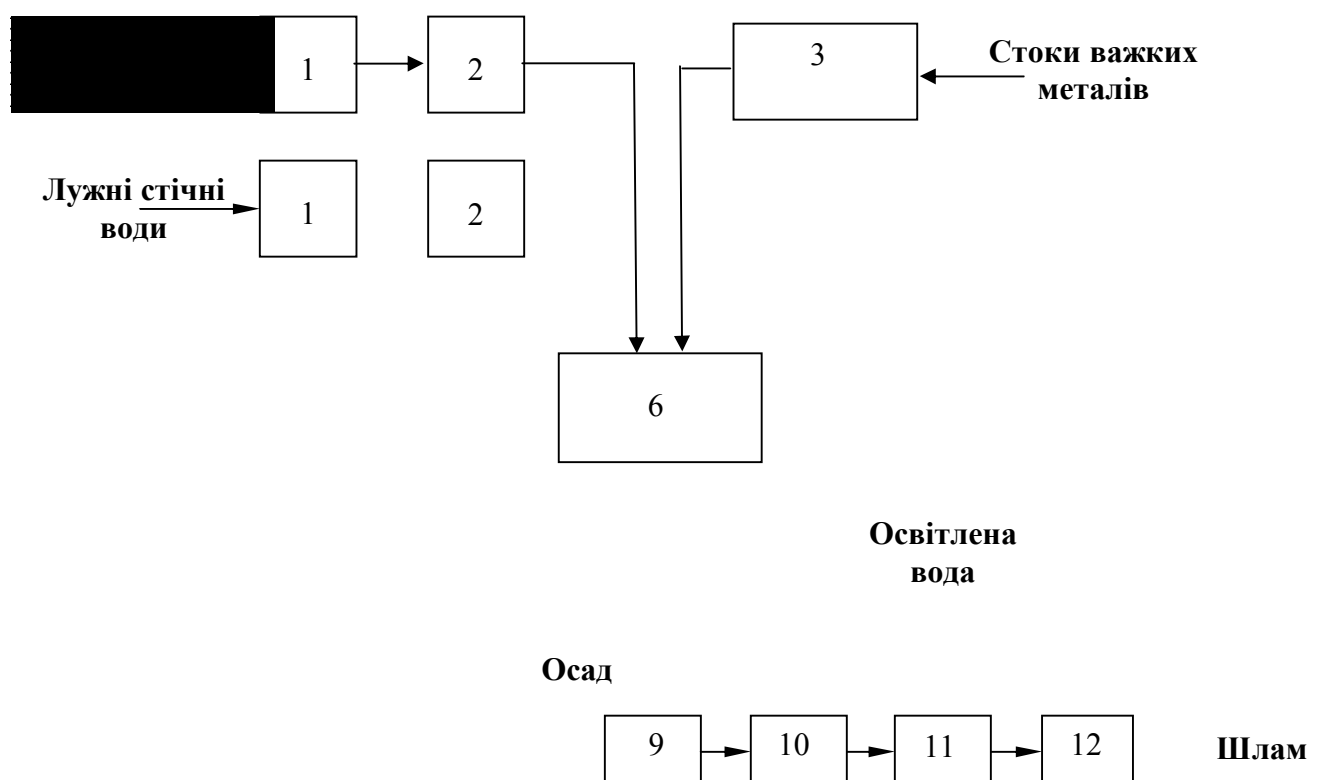 1
2
3
Стоки важких
металів
Лужні стічні
води
1
2
6
Освітлена
вода
Осад
9
10
11
12
Шлам